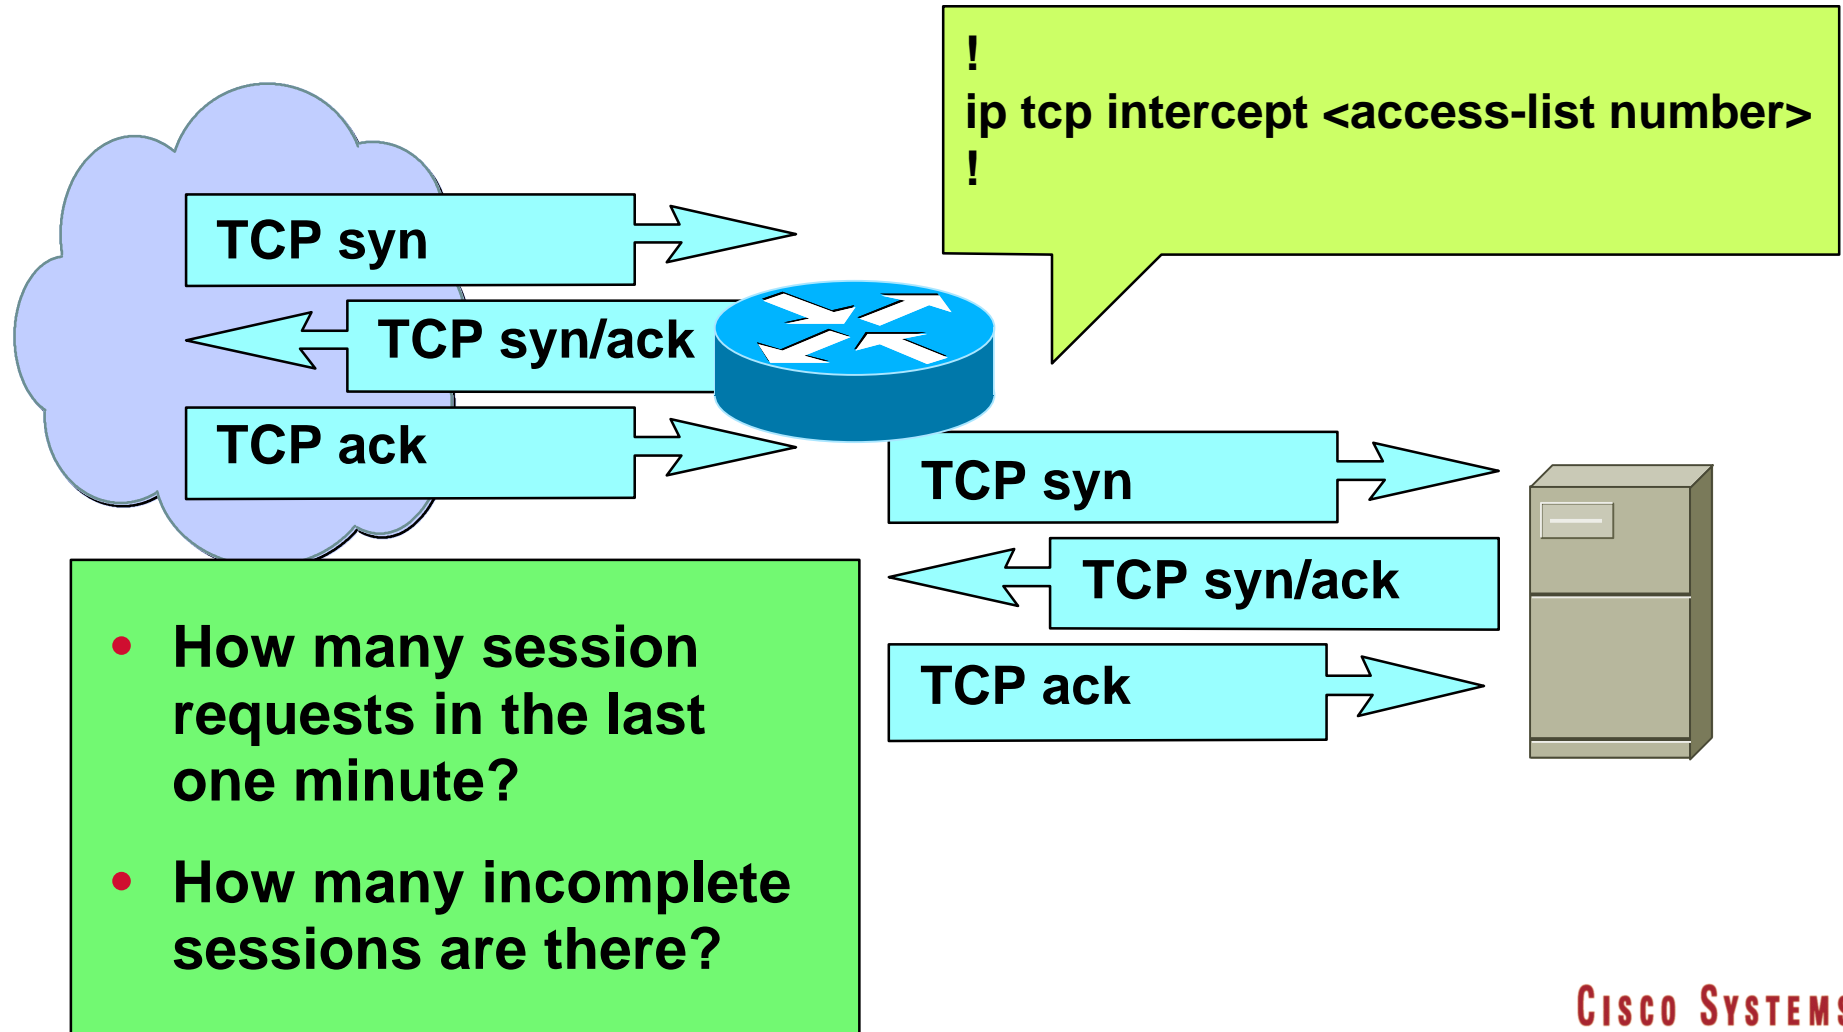 !
ip tcp intercept <access-list number>
!
TCP syn
TCP syn/ack
TCP ack
TCP syn
TCP syn/ack
TCP ack
• How many session
requests in the last
one minute?
• How many incomplete
sessions are there?
CISCO SYSTEMS